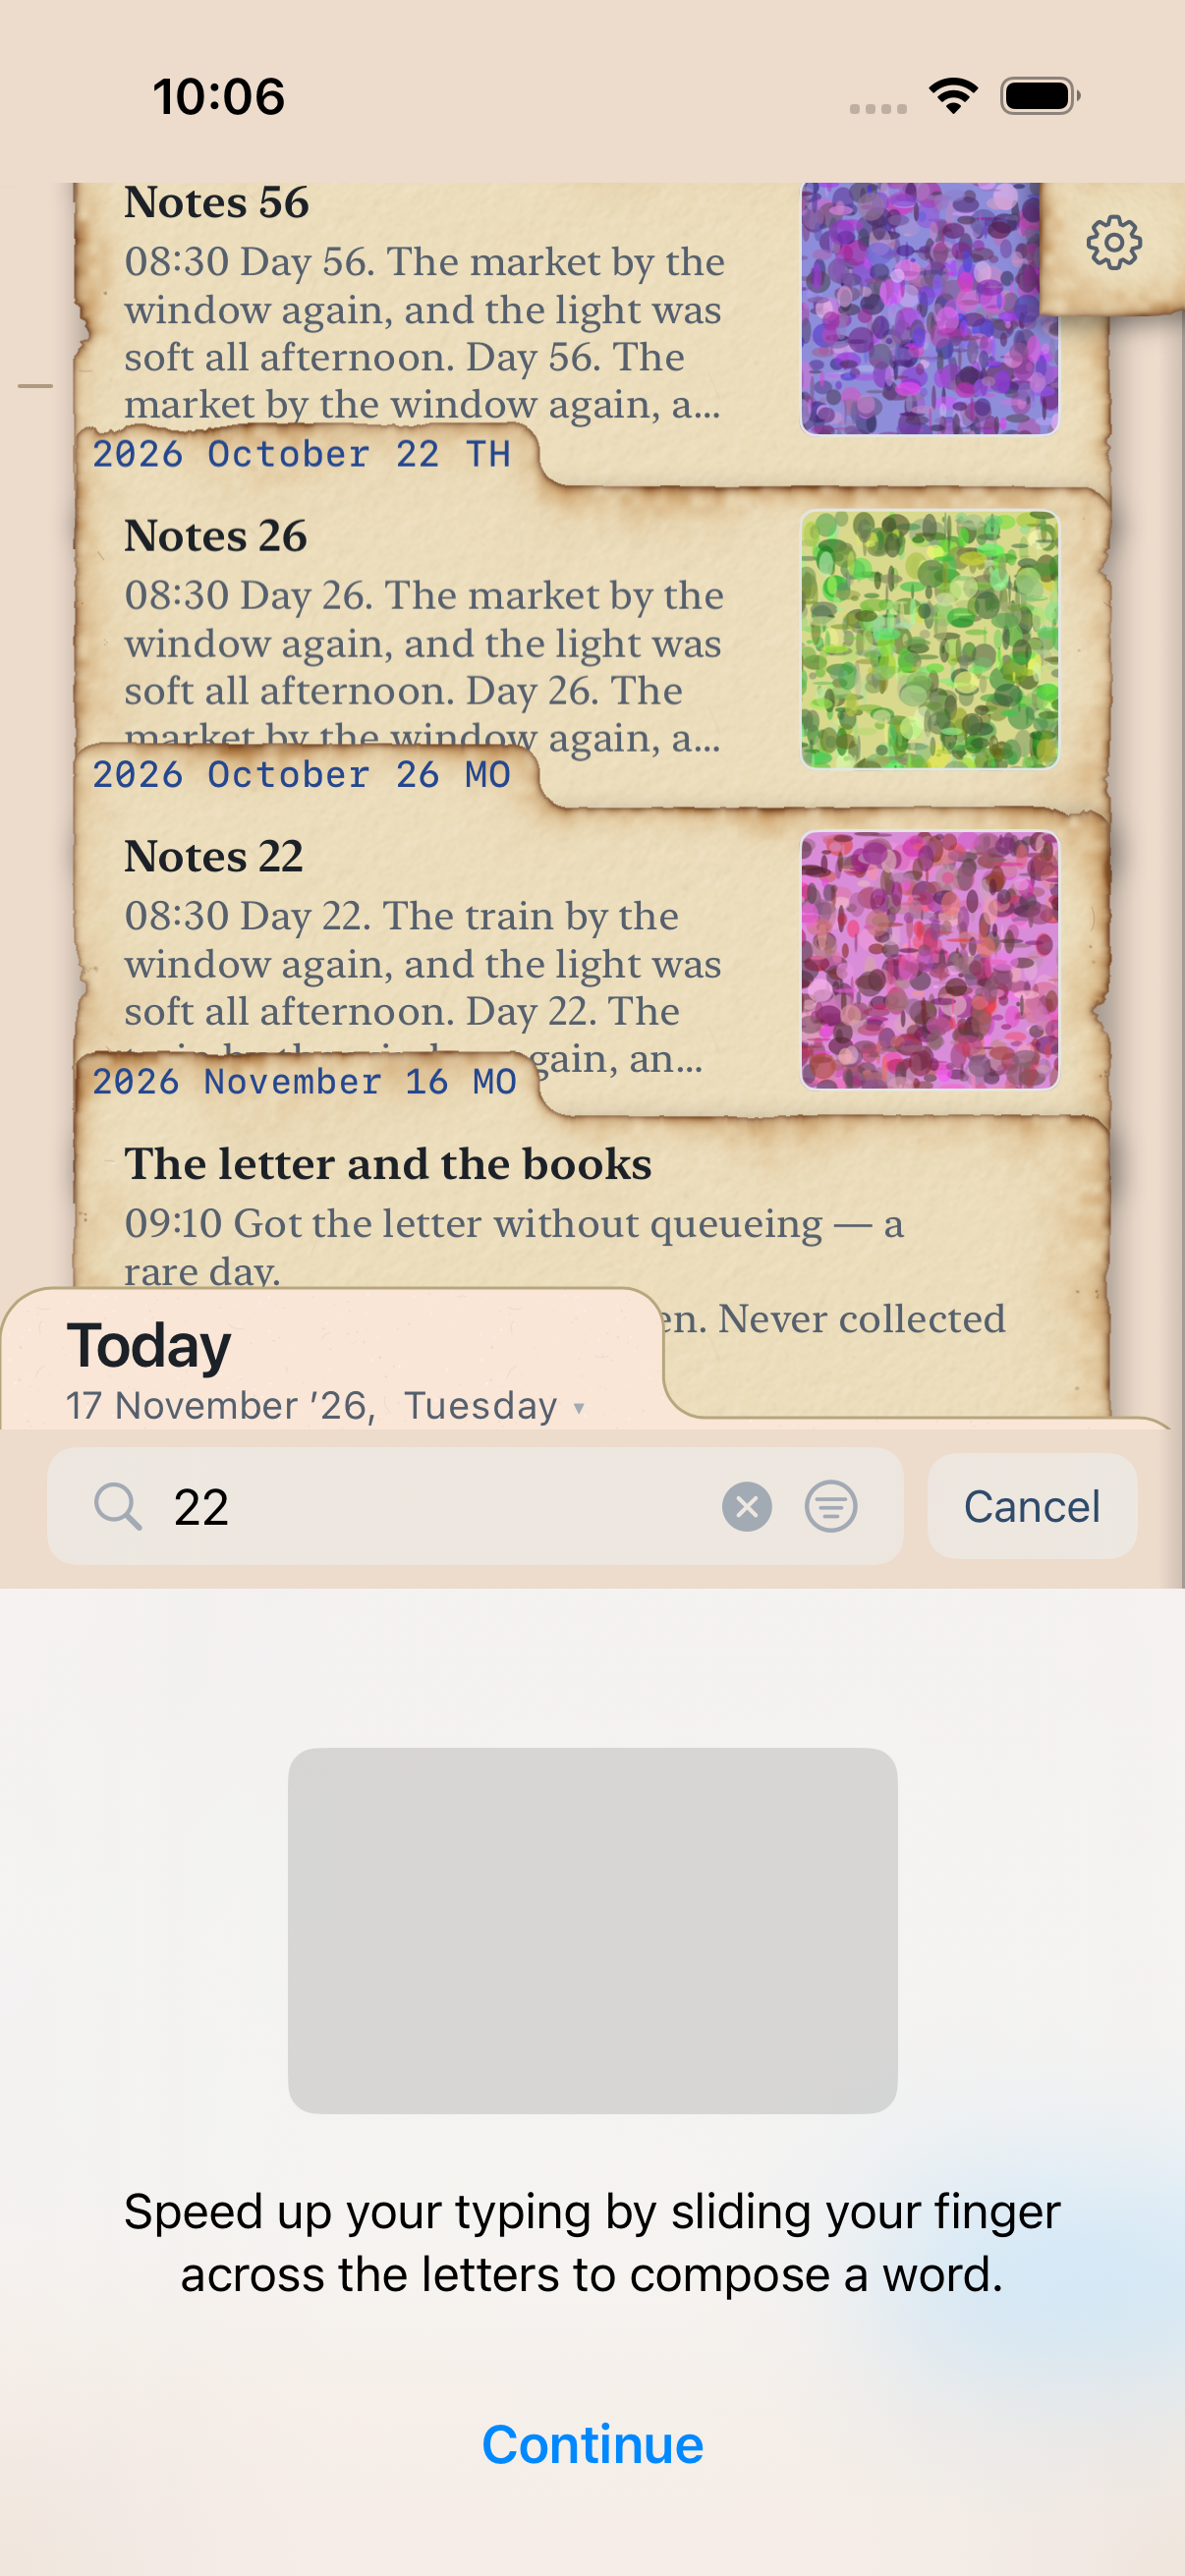 10:06
Notes 56
08:30 Day 56. The market by the
window again, and the light was
soft all afternoon. Day 56. The
market by the window again, a...
2026 October 22 TH
Notes 26
08:30 Day 26. The market by the
window again, and the light was
soft all afternoon. Day 26. The
market by the window again, a...
2026 October 26 MO
Notes 22
08:30 Day 22. The train by the
window again, and the light was
soft all afternoon. Day 22. The
again, an...
2026 November 16 MO
The letter and the books
09:10 Got the letter without queueing — a
rare day.
Never collected
Today
17 November ’26, Tuesday
22
Cancel
Speed up your typing by sliding your finger
across the letters to compose a word.
Continue